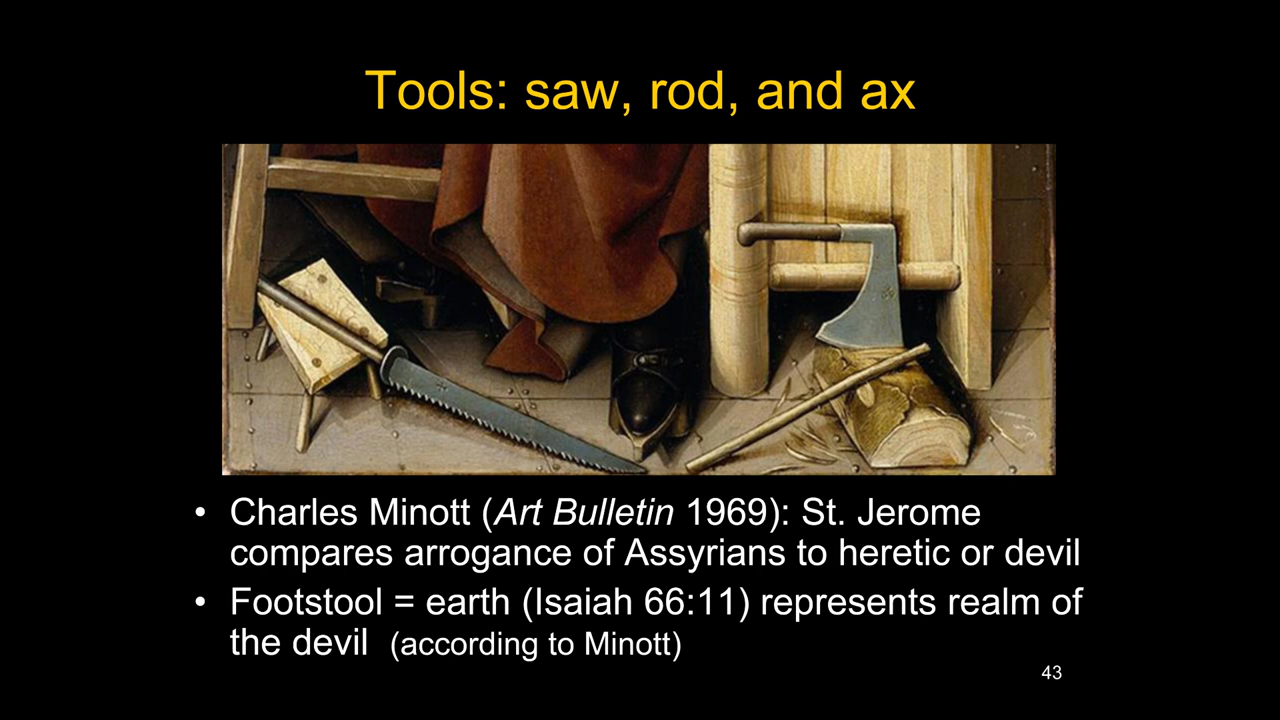 Tools: saw, rod, and ax
• Charles Minott (Art Bulletin 1969): St. Jerome
compares arrogance of Assyrians to heretic or devil
• Footstool = earth (Isaiah 66:11) represents realm of
the devil (according to Minott)
43